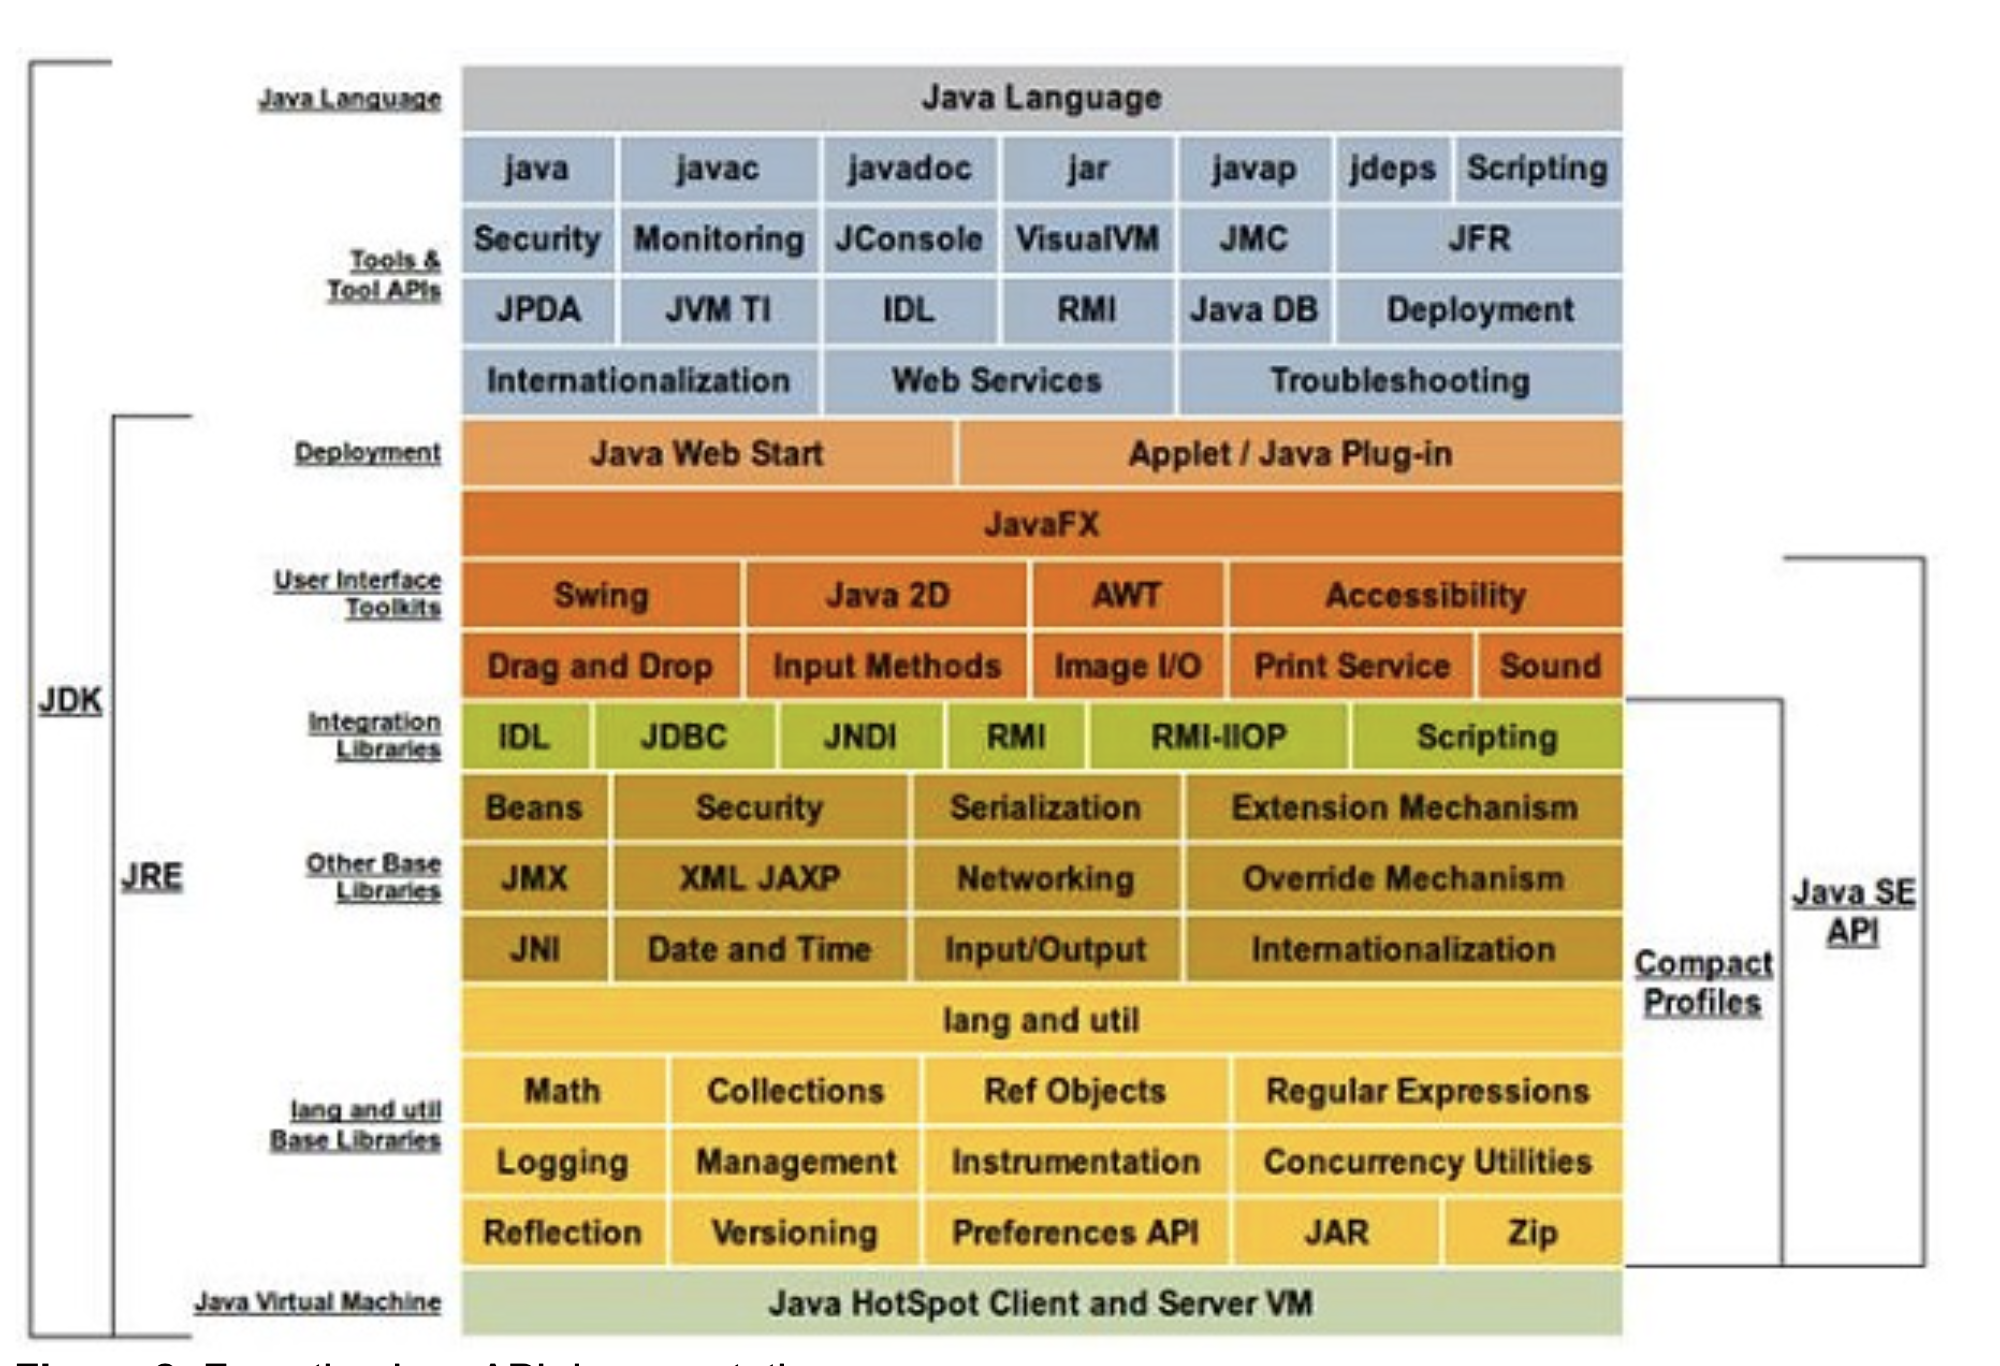 Java Language
Java Language
java javac javadoc jar javap jdeps Scripting
Security Monitoring JConsole VisualVM JMC JFR
Tools &
Tool APIs
JPDA JVM TI IDL RMI Java DB Deployment
Internationalization Web Services Troubleshooting
Deployment
Java Web Start Applet / Java Plug-in
JavaFX
User Interface
Toolkits
Swing Java 2D AWT Accessibility
Drag and Drop Input Methods Image I/O Print Service Sound
JDK
Integration
Libraries
IDL JDBC JNDI RMI RMI-IIOP Scripting
Beans Security Serialization Extension Mechanism
JRE
Other Base
Libraries
JMX XML JAXP Networking Override Mechanism
Java SE
API
JNI Date and Time Input/Output Internationalization
Compact
Profiles
lang and util
lang and util
Base Libraries
Math Collections Ref Objects Regular Expressions
Logging Management Instrumentation Concurrency Utilities
Reflection Versioning Preferences API JAR Zip
Java Virtual Machine
Java HotSpot Client and Server VM